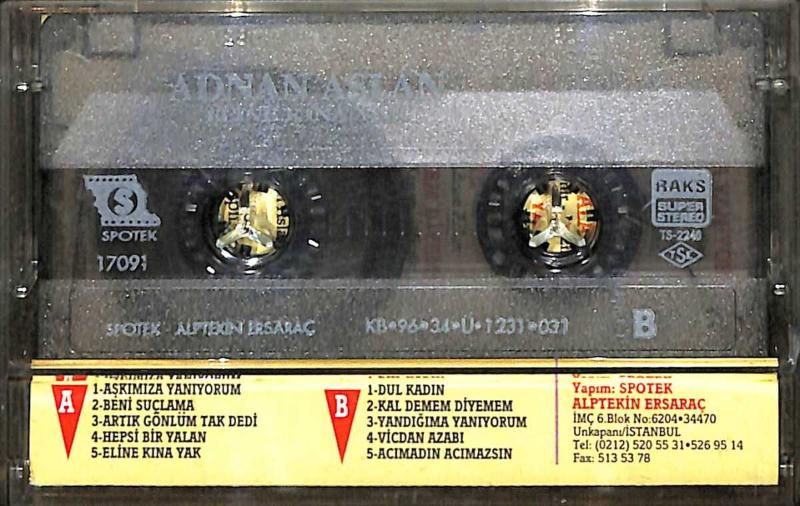 ADNAN ASLAN
SPOTEK
17091
RAKS
SUPER
STEREO
TS-2240
TSE
SPOTEK ALPTEKİN ERSARAÇ
KB•96•34•Ü•1231•031
B
A
1-AŞKIMIZA YANIYORUM
2-BENİ SUÇLAMA
3-ARTIK GÖNLÜM TAK DEDİ
4-HEPSİ BİR YALAN
5-ELİNE KINA YAK
B
1-DUL KADIN
2-KAL DEMEM DİYEMEM
3-YANDIĞIMA YANIYORUM
4-VİCDAN AZABI
5-ACIMADIN ACIMAZSIN
Yapım: SPOTEK
ALPTEKİN ERSARAÇ
İMÇ 6.Blok No:6204•34470
Unkapanı/İSTANBUL
Tel: (0212) 520 55 31•526 95 14
Fax: 513 53 78